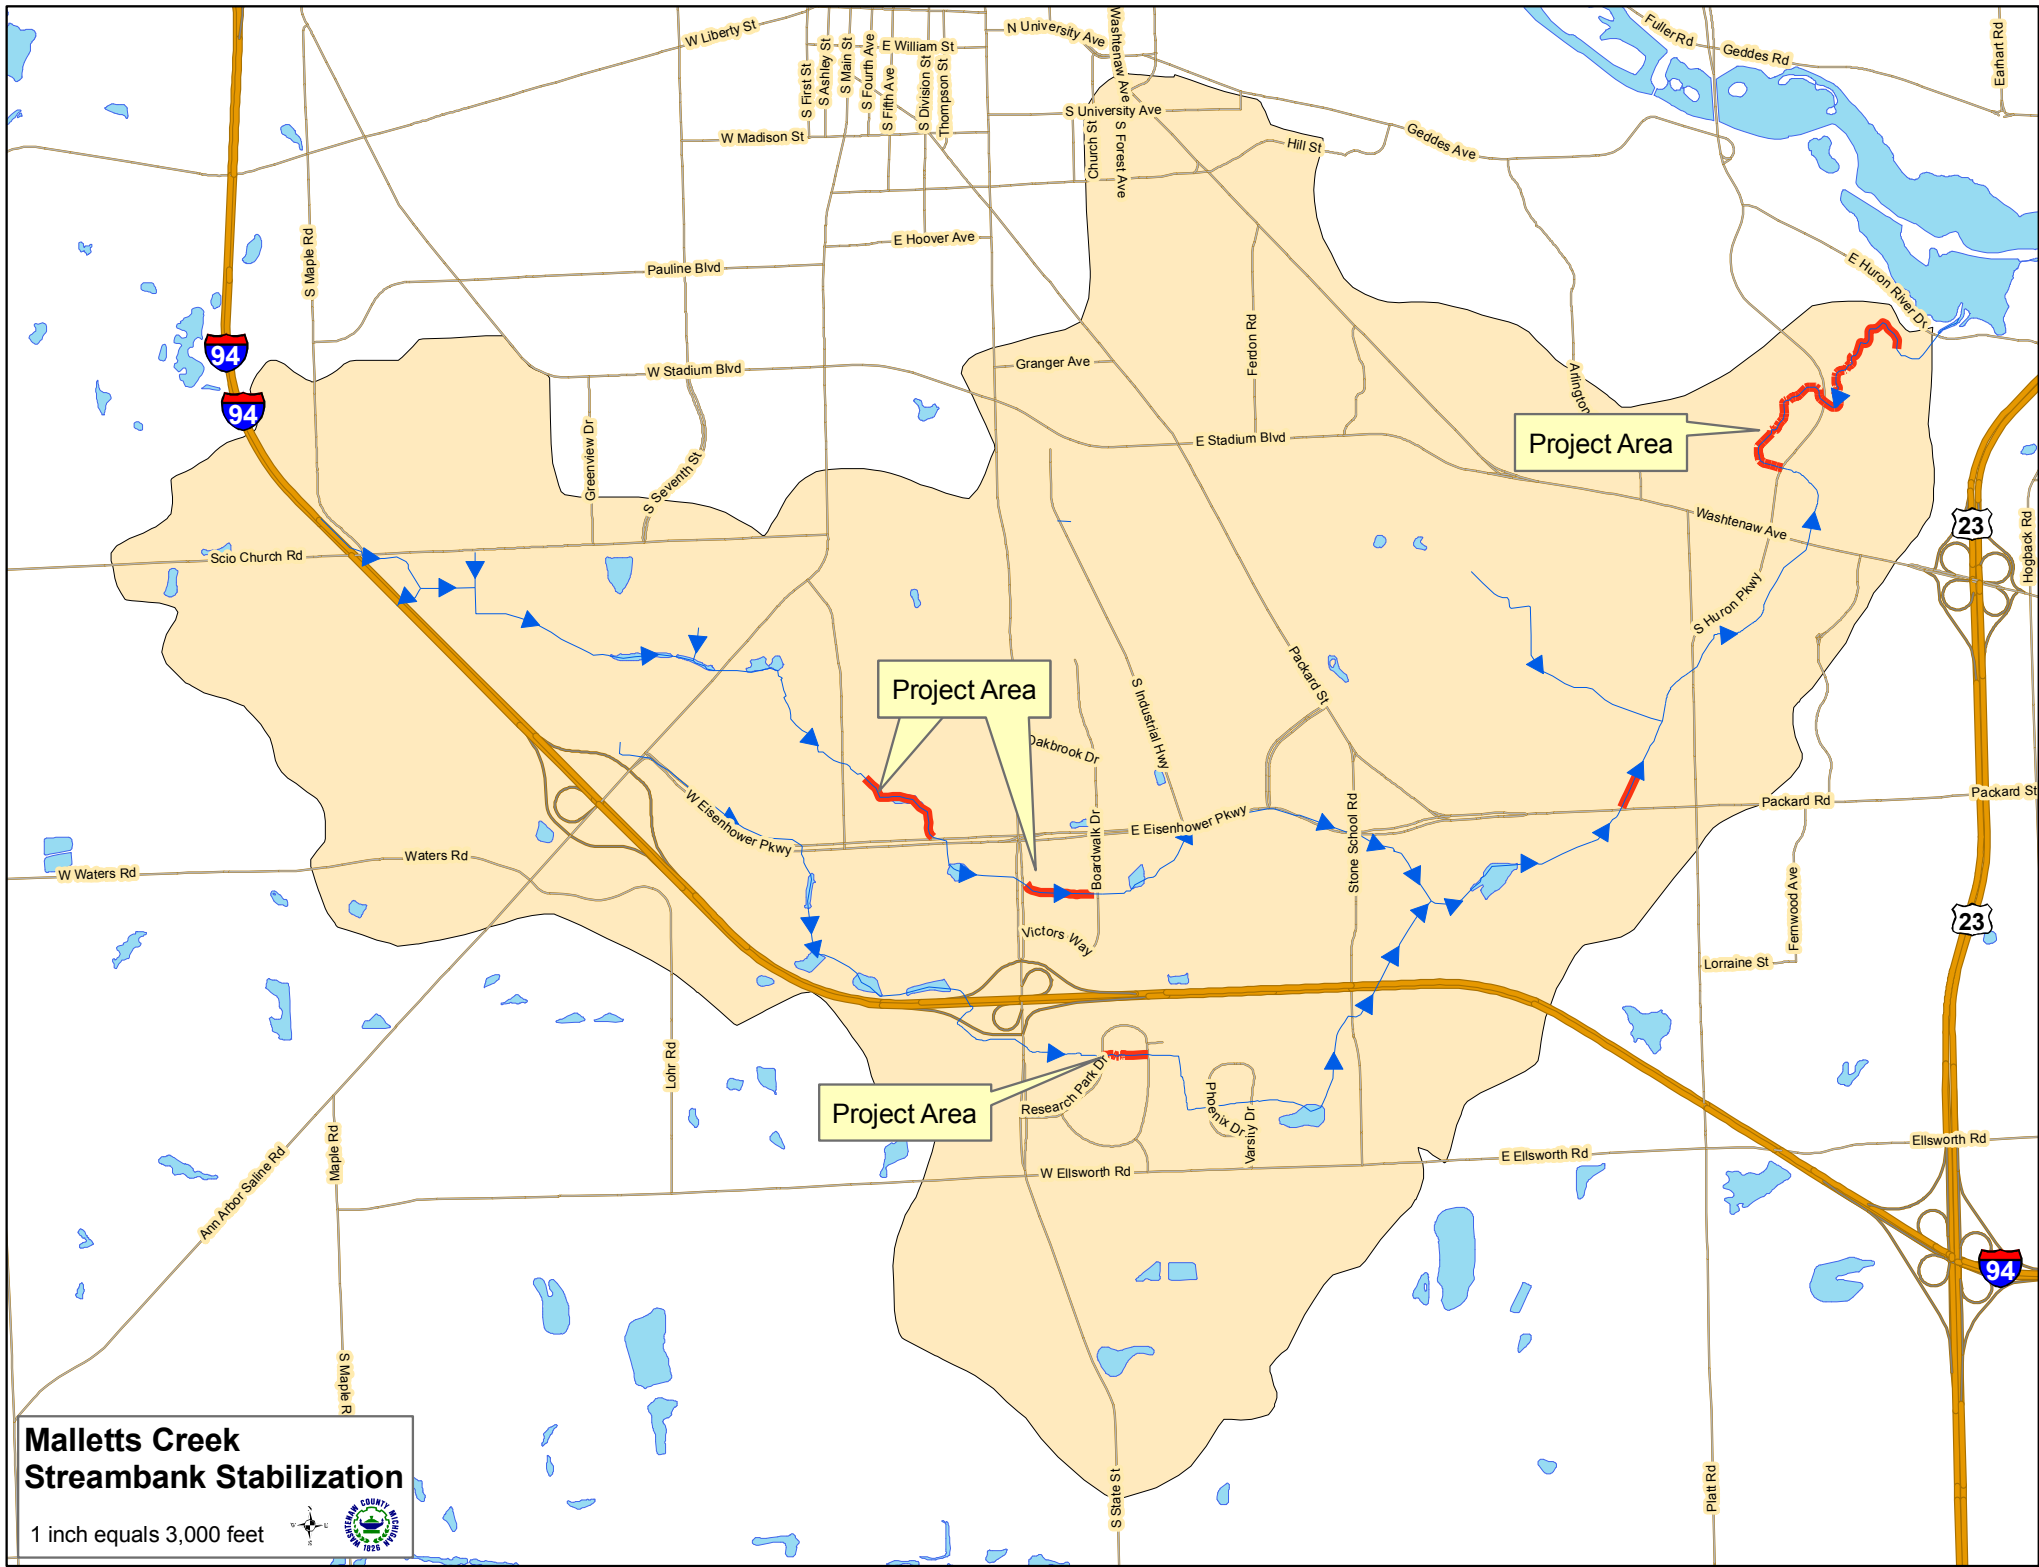 W Liberty St
S First St
S Ashley St
S Main St
S Fourth Ave
E William St
S Fifth Ave
S Division St
Thompson St
N University Ave
Washtenaw Ave
Fuller Rd
Geddes Rd
Earhart Rd
W Madison St
S University Ave
Church St
S Forest Ave
Hill St
Geddes Ave
S Maple Rd
E Hoover Ave
Pauline Blvd
E Huron River Dr
94
94
W Stadium Blvd
Granger Ave
Ferdon Rd
Arlington
Greenview Dr
S Seventh St
E Stadium Blvd
Project Area
Washtenaw Ave
23
Hogback Rd
Scio Church Rd
S Huron Pkwy
Project Area
Packard St
S Industrial Hwy
Oakbrook Dr
W Eisenhower Pkwy
Boardwalk Dr
E Eisenhower Pkwy
Stone School Rd
Packard Rd
Packard St
W Waters Rd
Waters Rd
Fernwood Ave
23
Victors Way
Lorraine St
Lohr Rd
Research Park Dr
Project Area
Phoenix Dr
Varsity Dr
Maple Rd
Ann Arbor Saline Rd
W Ellsworth Rd
E Ellsworth Rd
Ellsworth Rd
94
S Maple R
S State St
Platt Rd
Malletts Creek
Streambank Stabilization
1 inch equals 3,000 feet
N
W
E
S
WASHTENAW COUNTY MICHIGAN
1826